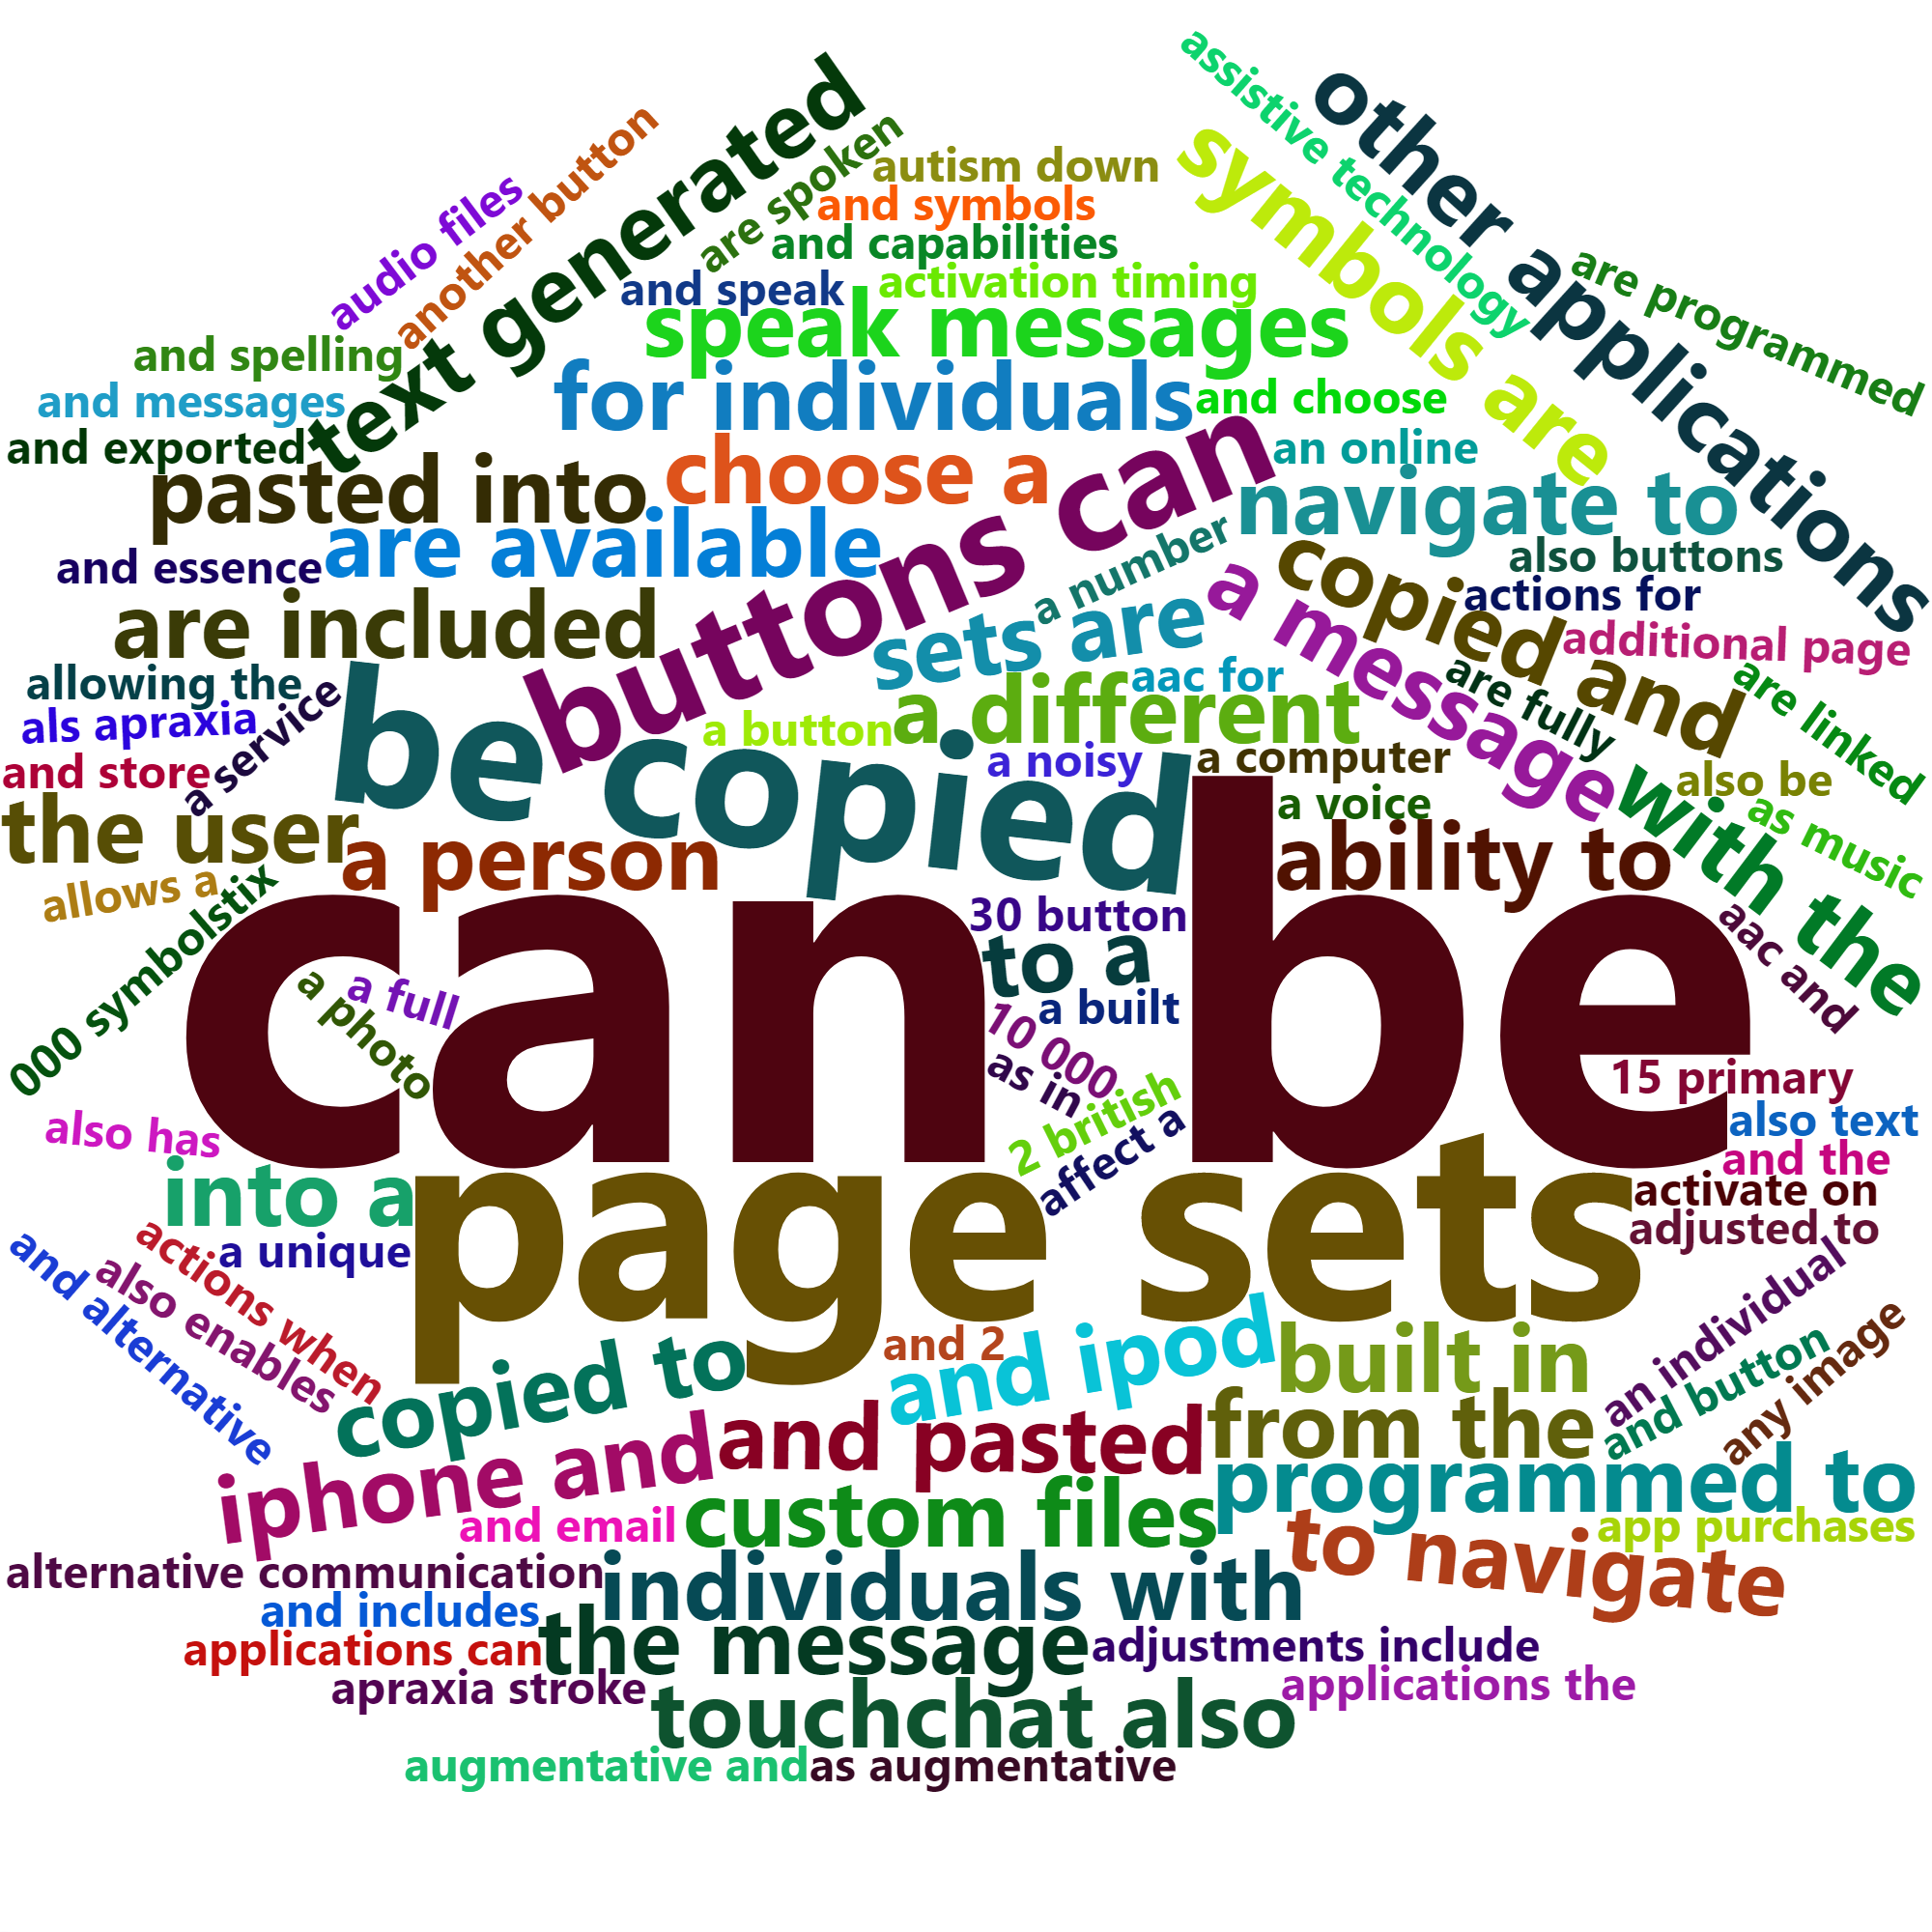 assistive technology
other applications
text generated
are spoken
another button
autism down
symbols are
audio files
and symbols
and capabilities
are programmed
activation timing
and speak
speak messages
and spelling
for individuals
and choose
and messages
and exported
an online
choose a
pasted into
buttons can
navigate to
are available
a number
also buttons
and essence
copied and
actions for
are included
sets are
a message
additional page
aac for
allowing the
are fully
are linked
als apraxia
a service
be copied
a button
a different
a noisy
a computer
and store
also be
with the
a voice
as music
the user
a person
ability to
allows a
000 symbolstix
30 button
aac and
can be
to a
a full
a photo
a built
10 000
as in
15 primary
2 british
also has
affect a
also text
and the
into a
page sets
activate on
adjusted to
a unique
actions when
and alternative
also enables
an individual
and button
any image
copied to
and 2
and ipod
built in
iphone and
and pasted
from the
programmed to
and email
custom files
to navigate
app purchases
alternative communication
individuals with
and includes
applications can
the message
adjustments include
apraxia stroke
applications the
touchchat also
augmentative and
as augmentative